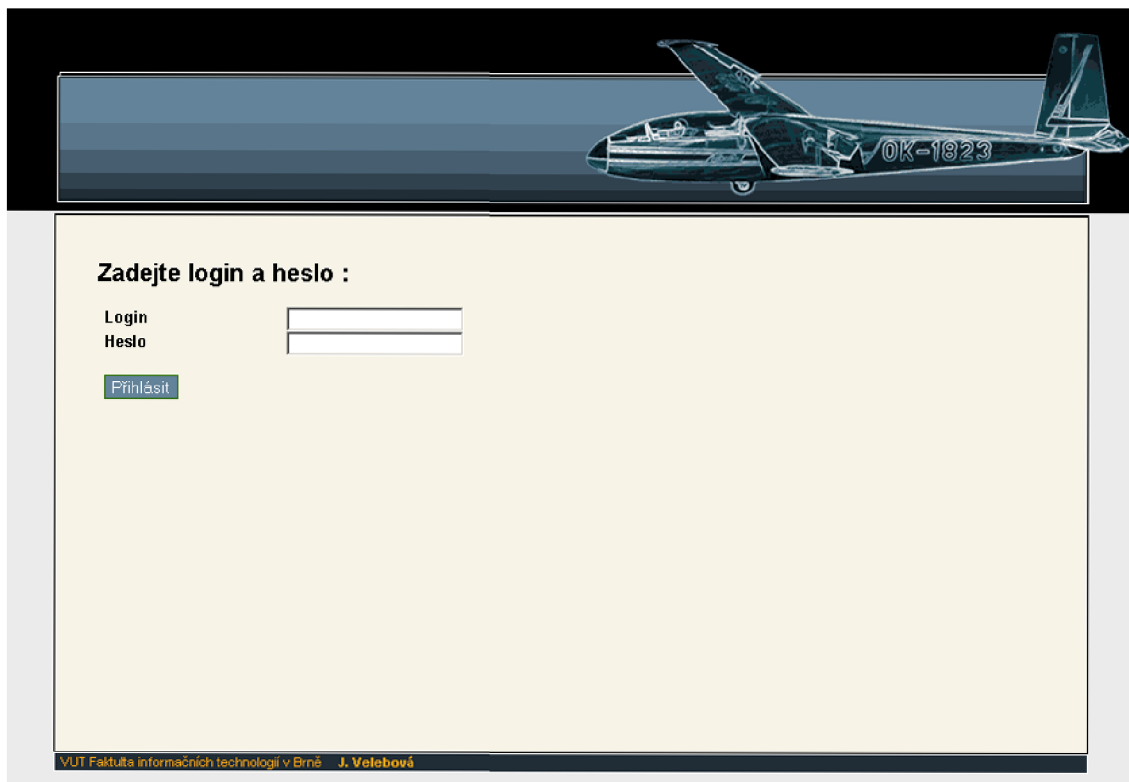 OK-1823
Zadejte login a heslo :
Login
Heslo
Přihlásit
VUT Faktulta informačních technologií v Brně J. Velebová